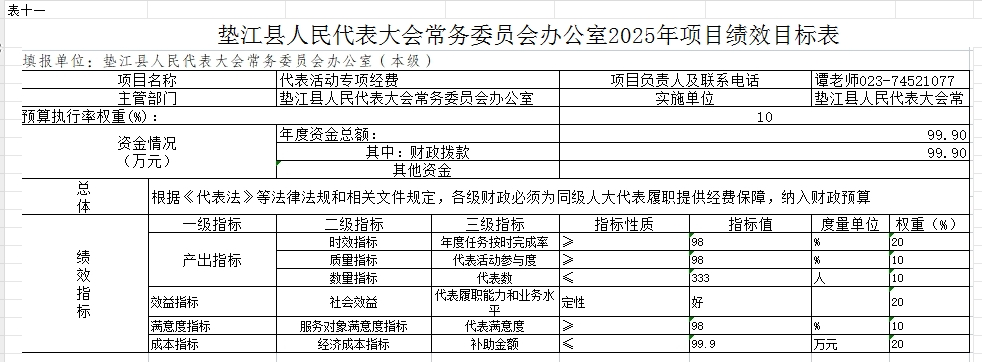 表十一
垫江县人民代表大会常务委员会办公室2025年项目绩效目标表
填报单位：垫江县人民代表大会常务委员会办公室（本级）
项目名称 代表活动专项经费 项目负责人及联系电话 谭老师023-74521077
主管部门 垫江县人民代表大会常务委员会办公室 实施单位 垫江县人民代表大会常
预算执行率权重(%)： 10
资金情况
（万元）
年度资金总额： 99.90
其中：财政拨款 99.90
其他资金
总
体
根据《代表法》等法律法规和相关文件规定，各级财政必须为同级人大代表履职提供经费保障，纳入财政预算
绩
效
指
标
一级指标 二级指标 三级指标 指标性质 指标值 度量单位 权重（%）
产出指标
时效指标 年度任务按时完成率 ≥ 98 % 20
质量指标 代表活动参与度 ≥ 98 % 10
数量指标 代表数 ≤ 333 人 10
效益指标 社会效益 代表履职能力和业务水
平 定性 好 20
满意度指标 服务对象满意度指标 代表满意度 ≥ 98 % 10
成本指标 经济成本指标 补助金额 ≤ 99.9 万元 20